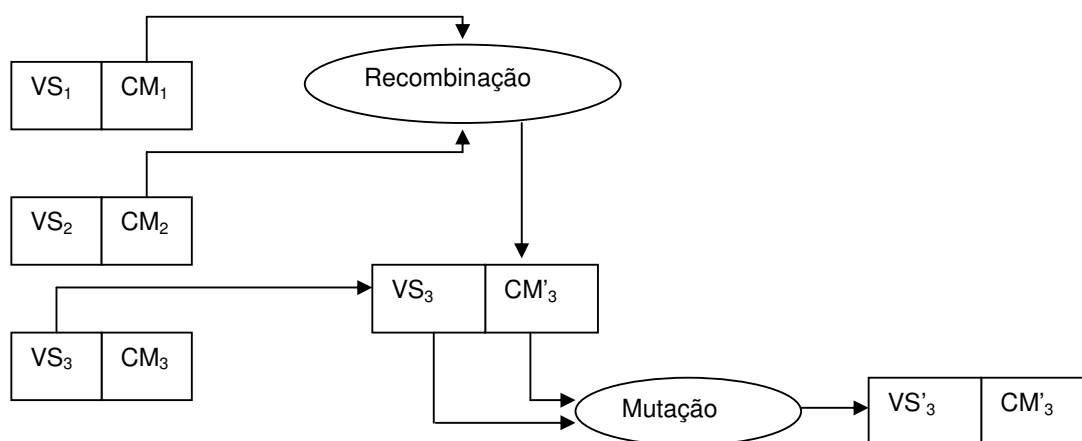 Recombinação
VS₁ CM₁
VS₂ CM₂
VS₃ CM'₃
VS₃ CM₃
Mutação
VS'₃ CM'₃